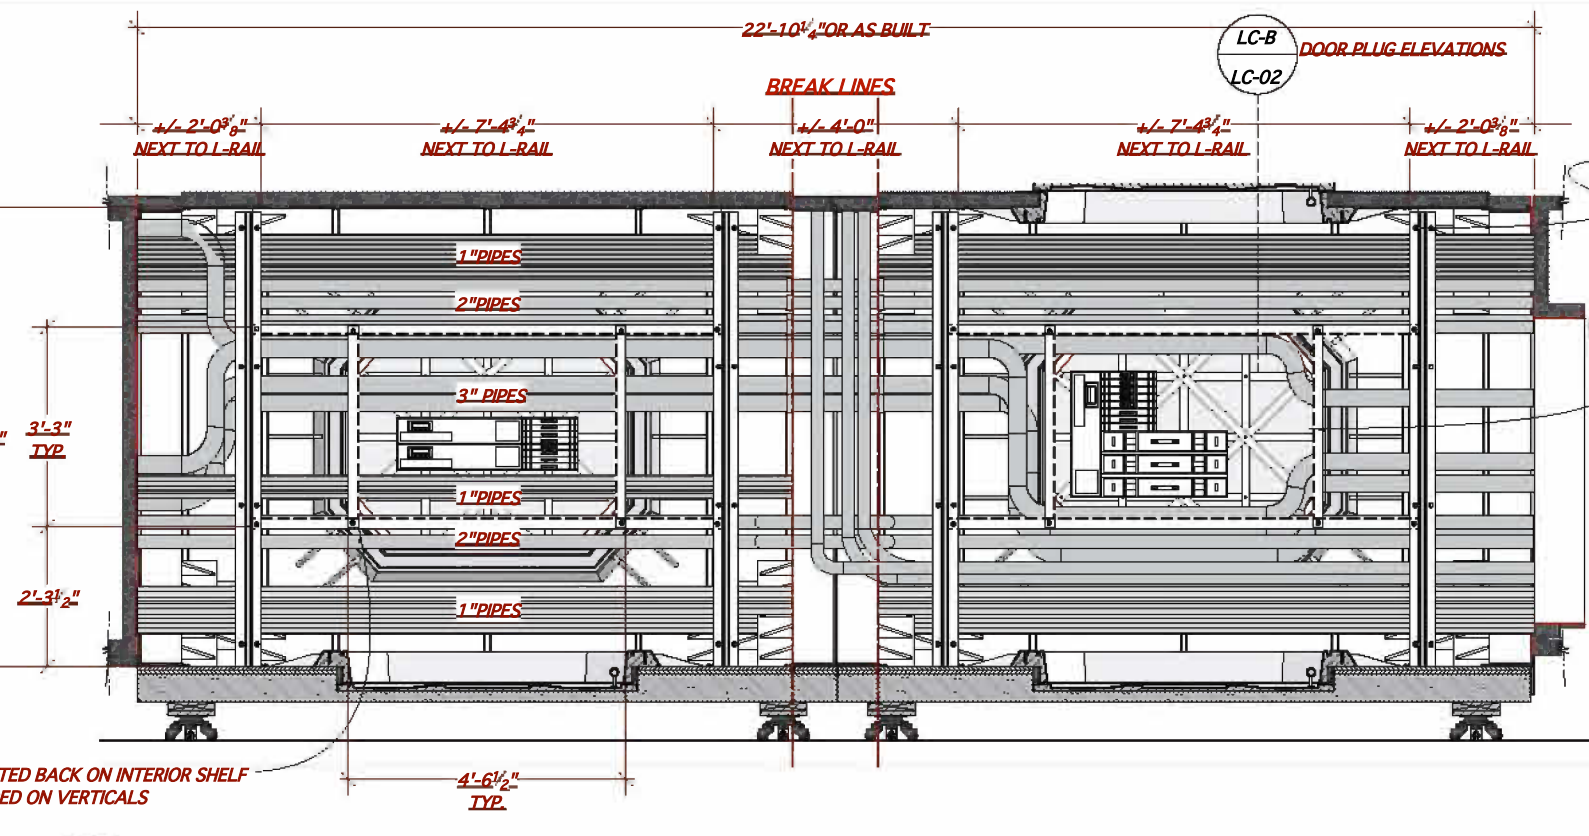 22'-10¼"OR AS BUILT
LC-B
LC-02
DOOR PLUG ELEVATIONS
BREAK LINES
+/- 2'-0⅜"
NEXT TO L-RAIL
+/- 7'-4¾"
NEXT TO L-RAIL
+/- 4'-0"
NEXT TO L-RAIL
+/- 7'-4¾"
NEXT TO L-RAIL
+/- 2'-0⅜"
NEXT TO L-RAIL
1"PIPES
2"PIPES
3" PIPES
"
3'-3"
TYP
1"PIPES
2"PIPES
2'-3½"
1"PIPES
TED BACK ON INTERIOR SHELF
ED ON VERTICALS
4'-6½"
TYP.